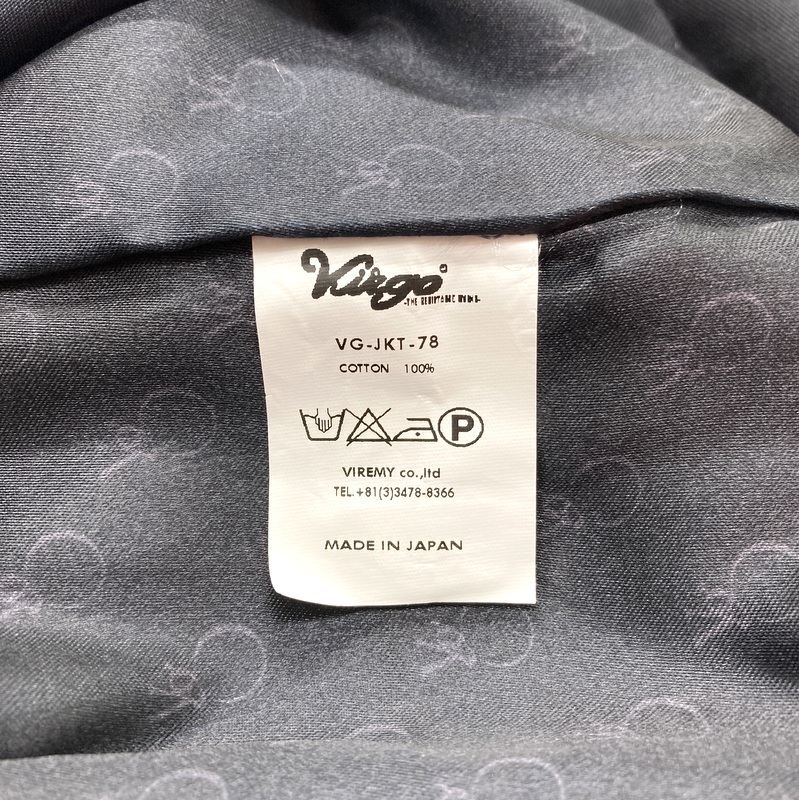 Virgo
VG-JKT-78
COTTON 100%
P
VIREMY co.,ltd
TEL.+81(3)3478-8366
MADE IN JAPAN